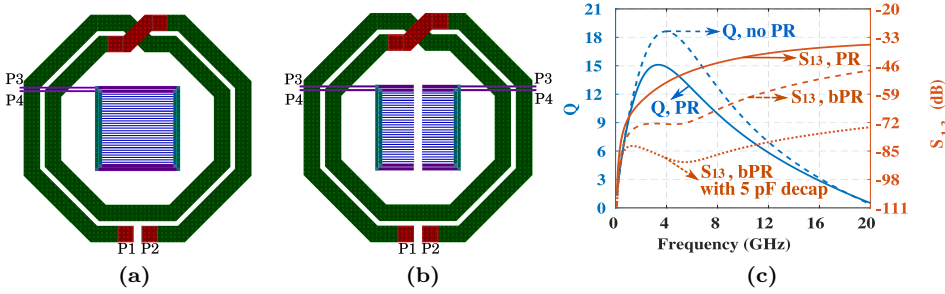 P3
P4
P1 P2
(a)
P3 P3
P4 P4
P1 P2
(b)
21
18
15
12
9
6
3
0
Q
0 4 8 12 16 20
Frequency (GHz)
-20
-33
-46
-59
-72
-85
-98
-111
(dB)
Q, no PR
S13, PR
S13, bPR
Q, PR
S13, bPR
with 5 pF decap
(c)